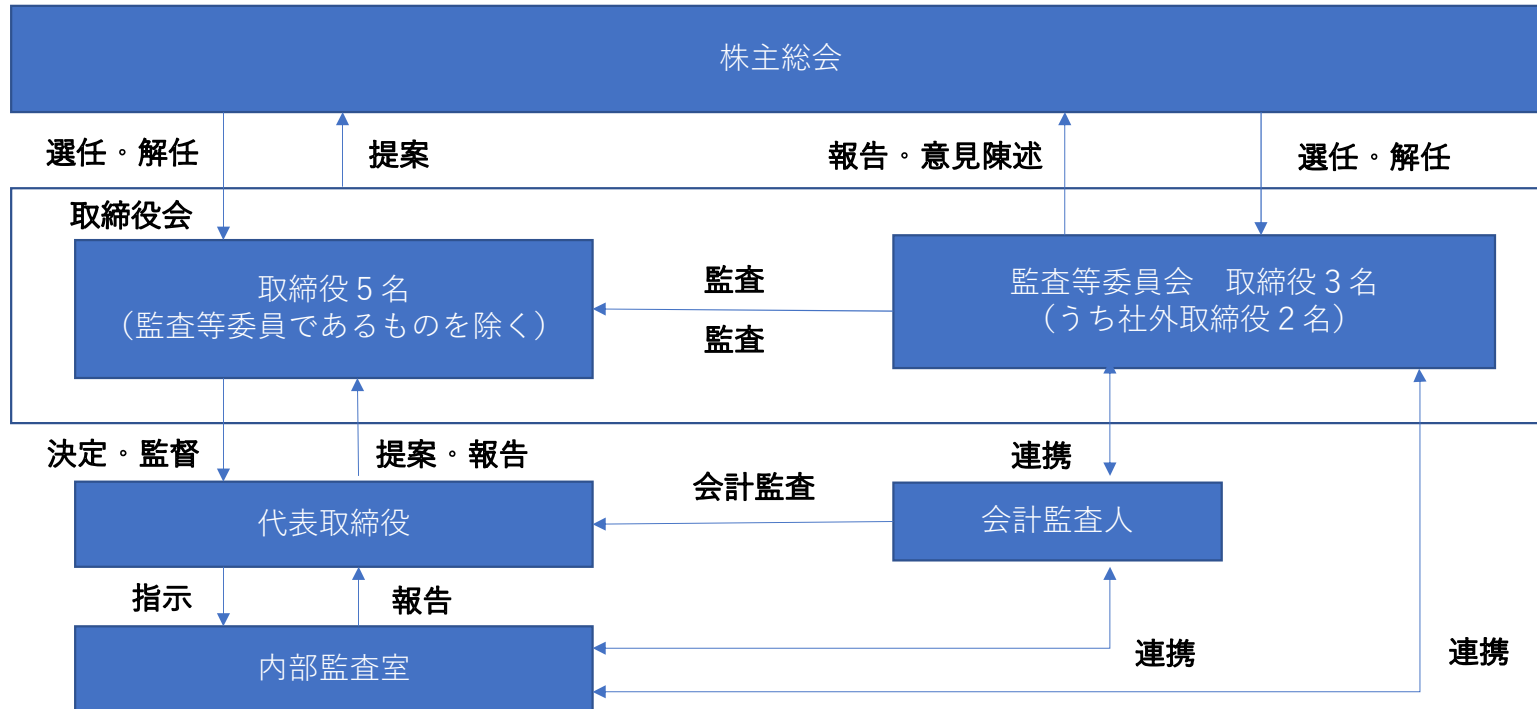 株主総会
選任・解任
提案
報告・意見陳述
選任・解任
取締役会
取締役５名
（監査等委員であるものを除く）
監査
監査
監査等委員会　取締役３名
（うち社外取締役２名）
決定・監督
提案・報告
連携
会計監査
代表取締役
会計監査人
指示
報告
内部監査室
連携
連携